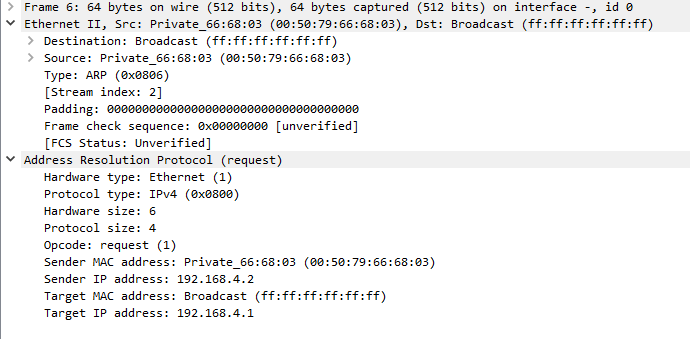 Frame 6: 64 bytes on wire (512 bits), 64 bytes captured (512 bits) on interface -, id 0
Ethernet II, Src: Private_66:68:03 (00:50:79:66:68:03), Dst: Broadcast (ff:ff:ff:ff:ff:ff)
Destination: Broadcast (ff:ff:ff:ff:ff:ff)
Source: Private_66:68:03 (00:50:79:66:68:03)
Type: ARP (0x0806)
[Stream index: 2]
Padding: 000000000000000000000000000000000000
Frame check sequence: 0x00000000 [unverified]
[FCS Status: Unverified]
Address Resolution Protocol (request)
Hardware type: Ethernet (1)
Protocol type: IPv4 (0x0800)
Hardware size: 6
Protocol size: 4
Opcode: request (1)
Sender MAC address: Private_66:68:03 (00:50:79:66:68:03)
Sender IP address: 192.168.4.2
Target MAC address: Broadcast (ff:ff:ff:ff:ff:ff)
Target IP address: 192.168.4.1